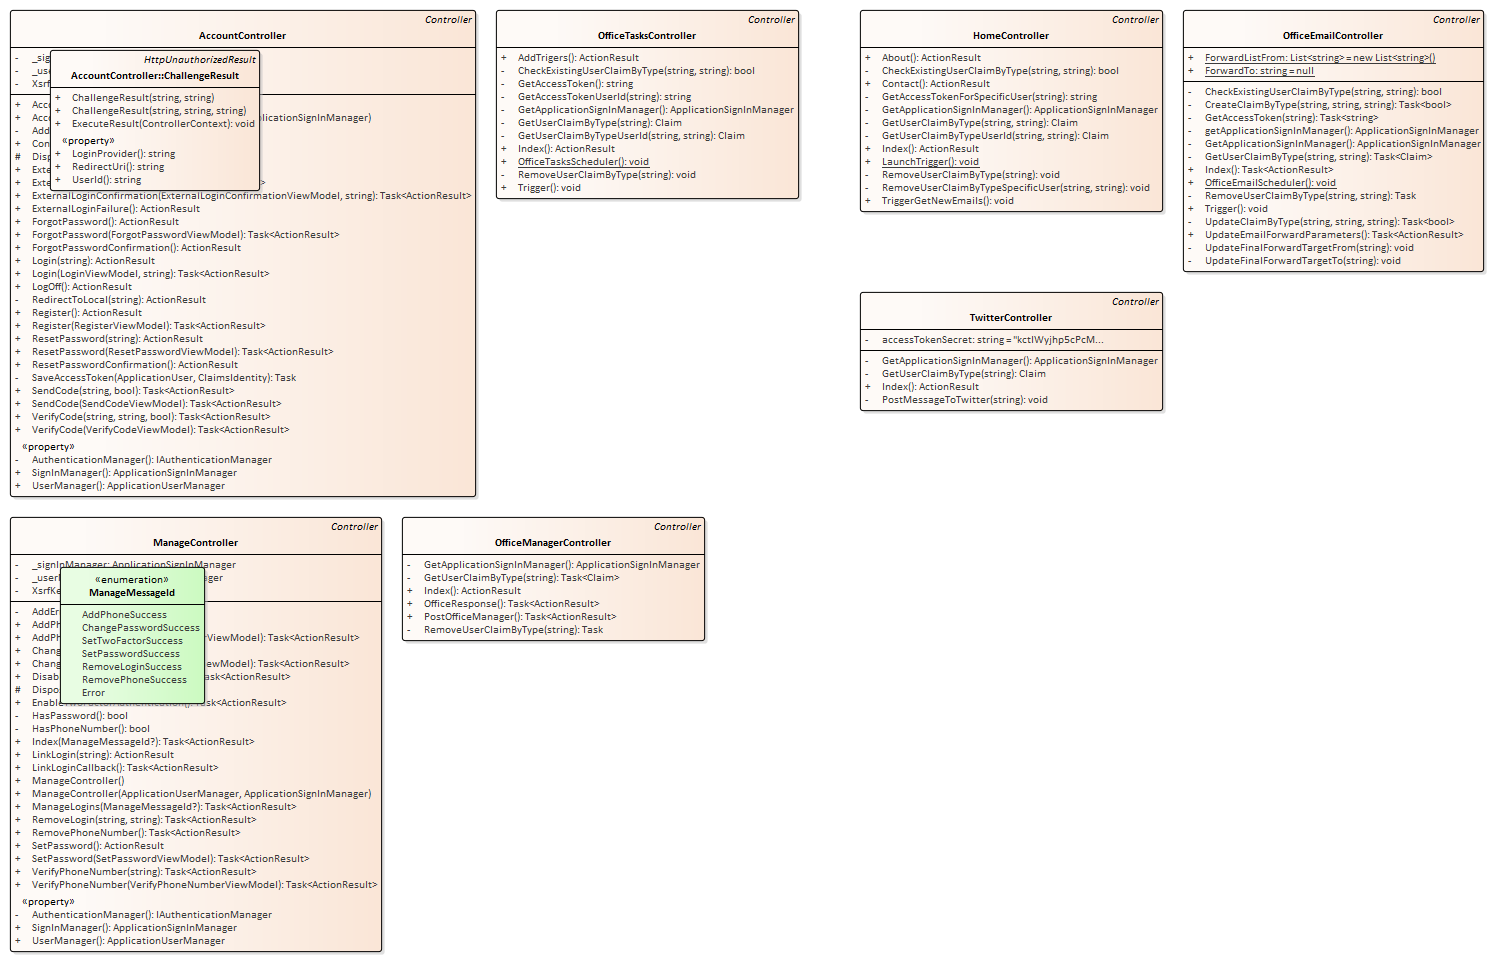 Controller
AccountController
- _sig
- _use
- Xsrf
+ Acco
+ Acco plicationSignInManager)
- Add
+ Con
# Disp
+ Exte
+ Exte >
+ ExternalLoginConfirmation(ExternalLoginConfirmationViewModel, string): Task<ActionResult>
+ ExternalLoginFailure(): ActionResult
+ ForgotPassword(): ActionResult
+ ForgotPassword(ForgotPasswordViewModel): Task<ActionResult>
+ ForgotPasswordConfirmation(): ActionResult
+ Login(string): ActionResult
+ Login(LoginViewModel, string): Task<ActionResult>
+ LogOff(): ActionResult
- RedirectToLocal(string): ActionResult
+ Register(): ActionResult
+ Register(RegisterViewModel): Task<ActionResult>
+ ResetPassword(string): ActionResult
+ ResetPassword(ResetPasswordViewModel): Task<ActionResult>
+ ResetPasswordConfirmation(): ActionResult
- SaveAccessToken(ApplicationUser, ClaimsIdentity): Task
+ SendCode(string, bool): Task<ActionResult>
+ SendCode(SendCodeViewModel): Task<ActionResult>
+ VerifyCode(string, string, bool): Task<ActionResult>
+ VerifyCode(VerifyCodeViewModel): Task<ActionResult>
«property»
- AuthenticationManager(): IAuthenticationManager
+ SignInManager(): ApplicationSignInManager
+ UserManager(): ApplicationUserManager
HttpUnauthorizedResult
AccountController::ChallengeResult
+ ChallengeResult(string, string)
+ ChallengeResult(string, string, string)
+ ExecuteResult(ControllerContext): void
«property»
+ LoginProvider(): string
+ RedirectUri(): string
+ UserId(): string
Controller
OfficeTasksController
+ AddTrigers(): ActionResult
- CheckExistingUserClaimByType(string, string): bool
- GetAccessToken(): string
- GetAccessTokenUserId(string): string
- GetApplicationSignInManager(): ApplicationSignInManager
- GetUserClaimByType(string): Claim
- GetUserClaimByTypeUserId(string, string): Claim
+ Index(): ActionResult
+ OfficeTasksScheduler(): void
- RemoveUserClaimByType(string): void
+ Trigger(): void
Controller
HomeController
+ About(): ActionResult
- CheckExistingUserClaimByType(string, string): bool
+ Contact(): ActionResult
- GetAccessTokenForSpecificUser(string): string
- GetApplicationSignInManager(): ApplicationSignInManager
- GetUserClaimByType(string): Claim
- GetUserClaimByTypeUserId(string, string): Claim
+ Index(): ActionResult
+ LaunchTrigger(): void
- RemoveUserClaimByType(string): void
- RemoveUserClaimByTypeSpecificUser(string, string): void
+ TriggerGetNewEmails(): void
Controller
OfficeEmailController
+ ForwardListFrom: List<string> = new List<string>()
+ ForwardTo: string = null
- CheckExistingUserClaimByType(string, string): bool
- CreateClaimByType(string, string, string): Task<bool>
- GetAccessToken(string): Task<string>
- getApplicationSignInManager(): ApplicationSignInManager
- GetApplicationSignInManager(): ApplicationSignInManager
- GetUserClaimByType(string, string): Task<Claim>
+ Index(): Task<ActionResult>
+ OfficeEmailScheduler(): void
- RemoveUserClaimByType(string, string): Task
+ Trigger(): void
- UpdateClaimByType(string, string, string): Task<bool>
+ UpdateEmailForwardParameters(): Task<ActionResult>
- UpdateFinalForwardTargetFrom(string): void
- UpdateFinalForwardTargetTo(string): void
Controller
TwitterController
- accessTokenSecret: string = "kctIWyjhp5cPcM...
- GetApplicationSignInManager(): ApplicationSignInManager
- GetUserClaimByType(string): Claim
+ Index(): ActionResult
- PostMessageToTwitter(string): void
Controller
ManageController
- _signInManager: ApplicationSignInManager
- _userM nager
- XsrfKe
- AddEr
+ AddPh
+ AddPh rViewModel): Task<ActionResult>
+ Chang
+ Chang ewModel): Task<ActionResult>
+ Disab ask<ActionResult>
# Dispo
+ EnableTwoFactorAuthentication(): Task<ActionResult>
- HasPassword(): bool
- HasPhoneNumber(): bool
+ Index(ManageMessageId?): Task<ActionResult>
+ LinkLogin(string): ActionResult
+ LinkLoginCallback(): Task<ActionResult>
+ ManageController()
+ ManageController(ApplicationUserManager, ApplicationSignInManager)
+ ManageLogins(ManageMessageId?): Task<ActionResult>
+ RemoveLogin(string, string): Task<ActionResult>
+ RemovePhoneNumber(): Task<ActionResult>
+ SetPassword(): ActionResult
+ SetPassword(SetPasswordViewModel): Task<ActionResult>
+ VerifyPhoneNumber(string): Task<ActionResult>
+ VerifyPhoneNumber(VerifyPhoneNumberViewModel): Task<ActionResult>
«property»
- AuthenticationManager(): IAuthenticationManager
+ SignInManager(): ApplicationSignInManager
+ UserManager(): ApplicationUserManager
«enumeration»
ManageMessageId
AddPhoneSuccess
ChangePasswordSuccess
SetTwoFactorSuccess
SetPasswordSuccess
RemoveLoginSuccess
RemovePhoneSuccess
Error
Controller
OfficeManagerController
- GetApplicationSignInManager(): ApplicationSignInManager
- GetUserClaimByType(string): Task<Claim>
+ Index(): ActionResult
+ OfficeResponse(): Task<ActionResult>
+ PostOfficeManager(): Task<ActionResult>
- RemoveUserClaimByType(string): Task